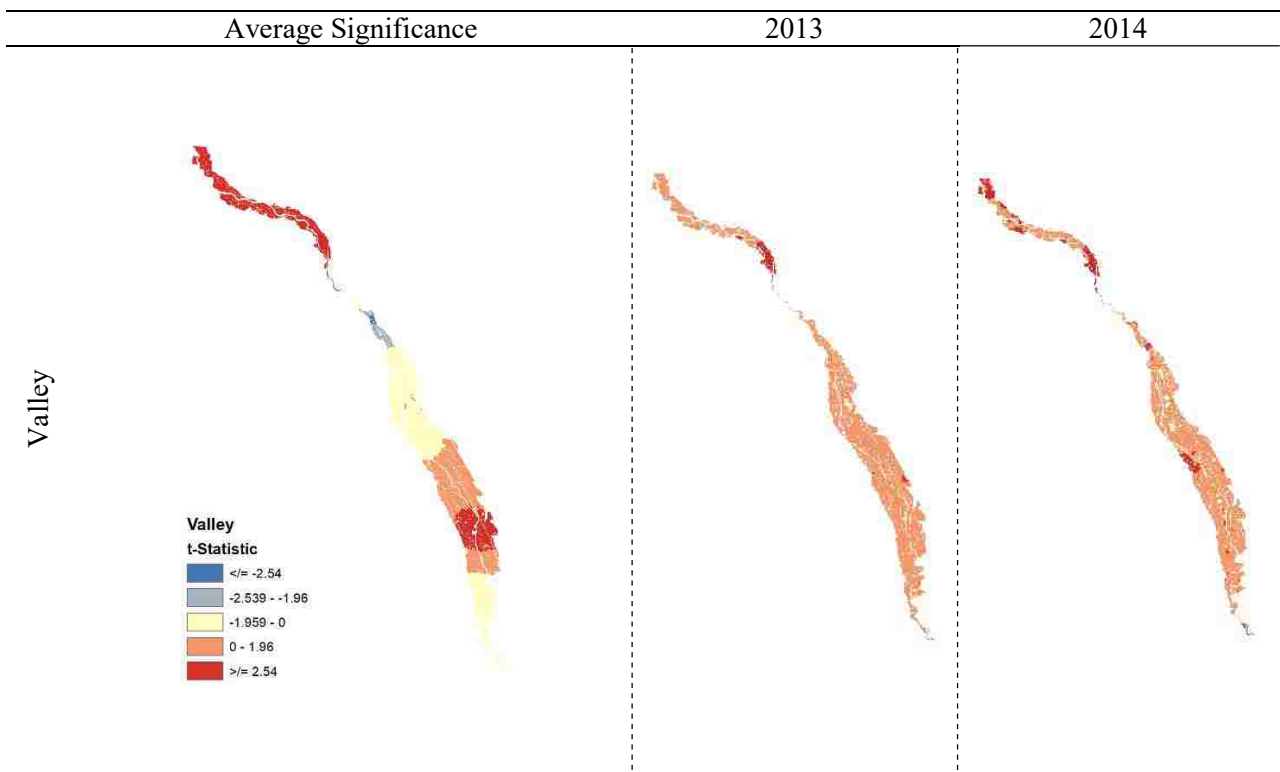 Average Significance 2013 2014
Valley
Valley
t-Statistic
</= -2.54
-2.539 - -1.96
-1.959 - 0
0 - 1.96
>/= 2.54